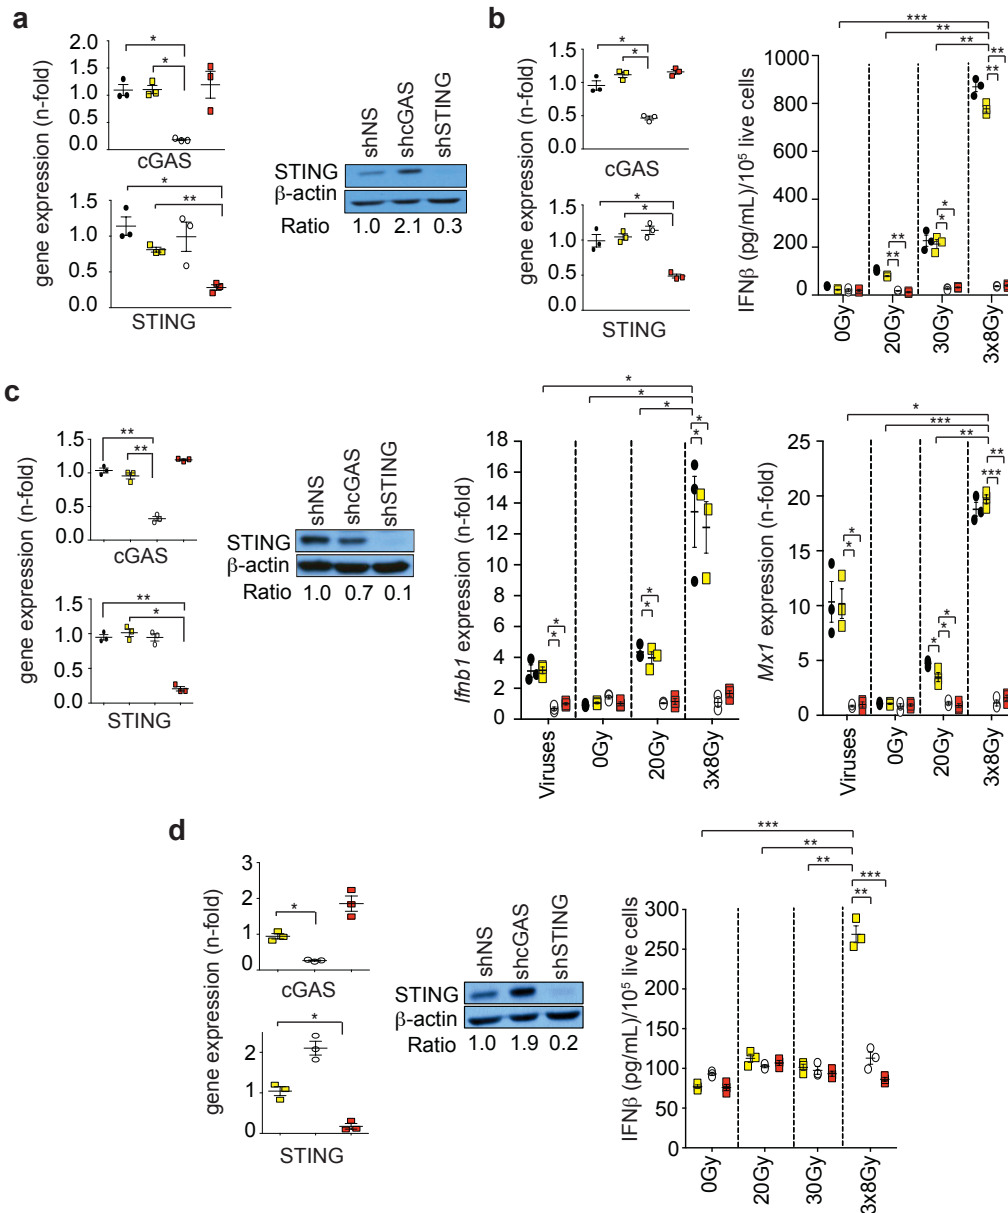 a
gene expression (n-fold)
2.0
1.5
1.0
0.5
0.0
*
*
cGAS
1.5
1.0
0.5
0.0
*
**
STING
shNS
shcGAS
shSTING
STING
β-actin
Ratio 1.0 2.1 0.3
b
gene expression (n-fold)
1.5
1.0
0.5
0.0
*
*
cGAS
1.5
1.0
0.5
0.0
*
*
STING
IFNβ (pg/mL)/10⁵ live cells
1000
800
600
400
200
0
***
**
**
**
**
**
**
*
*
0Gy
20Gy
30Gy
3x8Gy
c
gene expression (n-fold)
1.5
1.0
0.5
0.0
**
**
cGAS
1.5
1.0
0.5
0.0
**
*
STING
shNS
shcGAS
shSTING
STING
β-actin
Ratio 1.0 0.7 0.1
Ifnb1 expression (n-fold)
18
16
14
12
10
8
6
4
2
0
*
*
*
*
*
*
*
*
*
Viruses
0Gy
20Gy
3x8Gy
Mx1 expression (n-fold)
25
20
15
10
5
0
*
***
**
**
***
*
*
*
*
*
Viruses
0Gy
20Gy
3x8Gy
d
gene expression (n-fold)
3
2
1
0
*
cGAS
2
1
0
*
STING
shNS
shcGAS
shSTING
STING
β-actin
Ratio 1.0 1.9 0.2
IFNβ (pg/mL)/10⁵ live cells
300
250
200
150
100
50
0
***
**
**
***
**
0Gy
20Gy
30Gy
3x8Gy